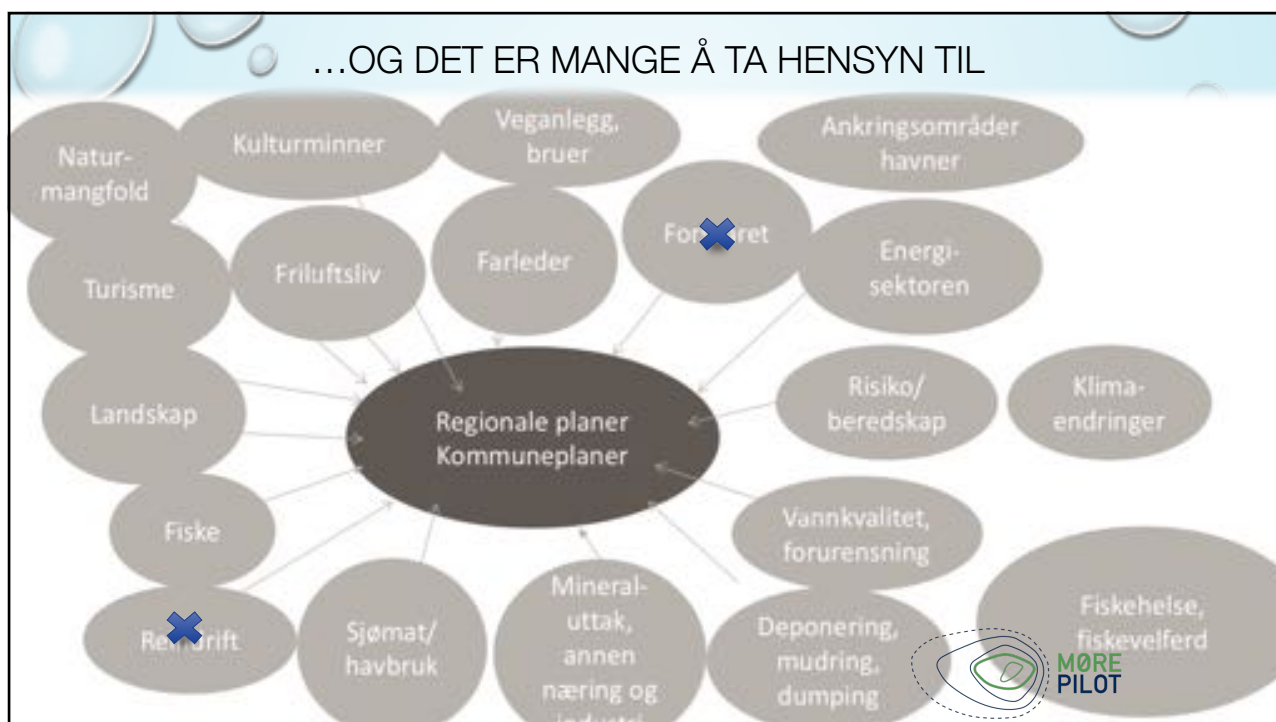 …OG DET ER MANGE Å TA HENSYN TIL
Natur-
mangfold
Kulturminner
Veganlegg,
bruer
Ankringsområder
havner
Turisme
Friluftsliv
Farleder
Energi-
sektoren
Landskap
Regionale planer
Kommuneplaner
Risiko/
beredskap
Klima-
endringer
Fiske
Vannkvalitet,
forurensning
Sjømat/
havbruk
Mineral-
uttak,
annen
næring og
Deponering,
mudring,
dumping
Fiskehelse,
fiskevelferd
MØRE
PILOT